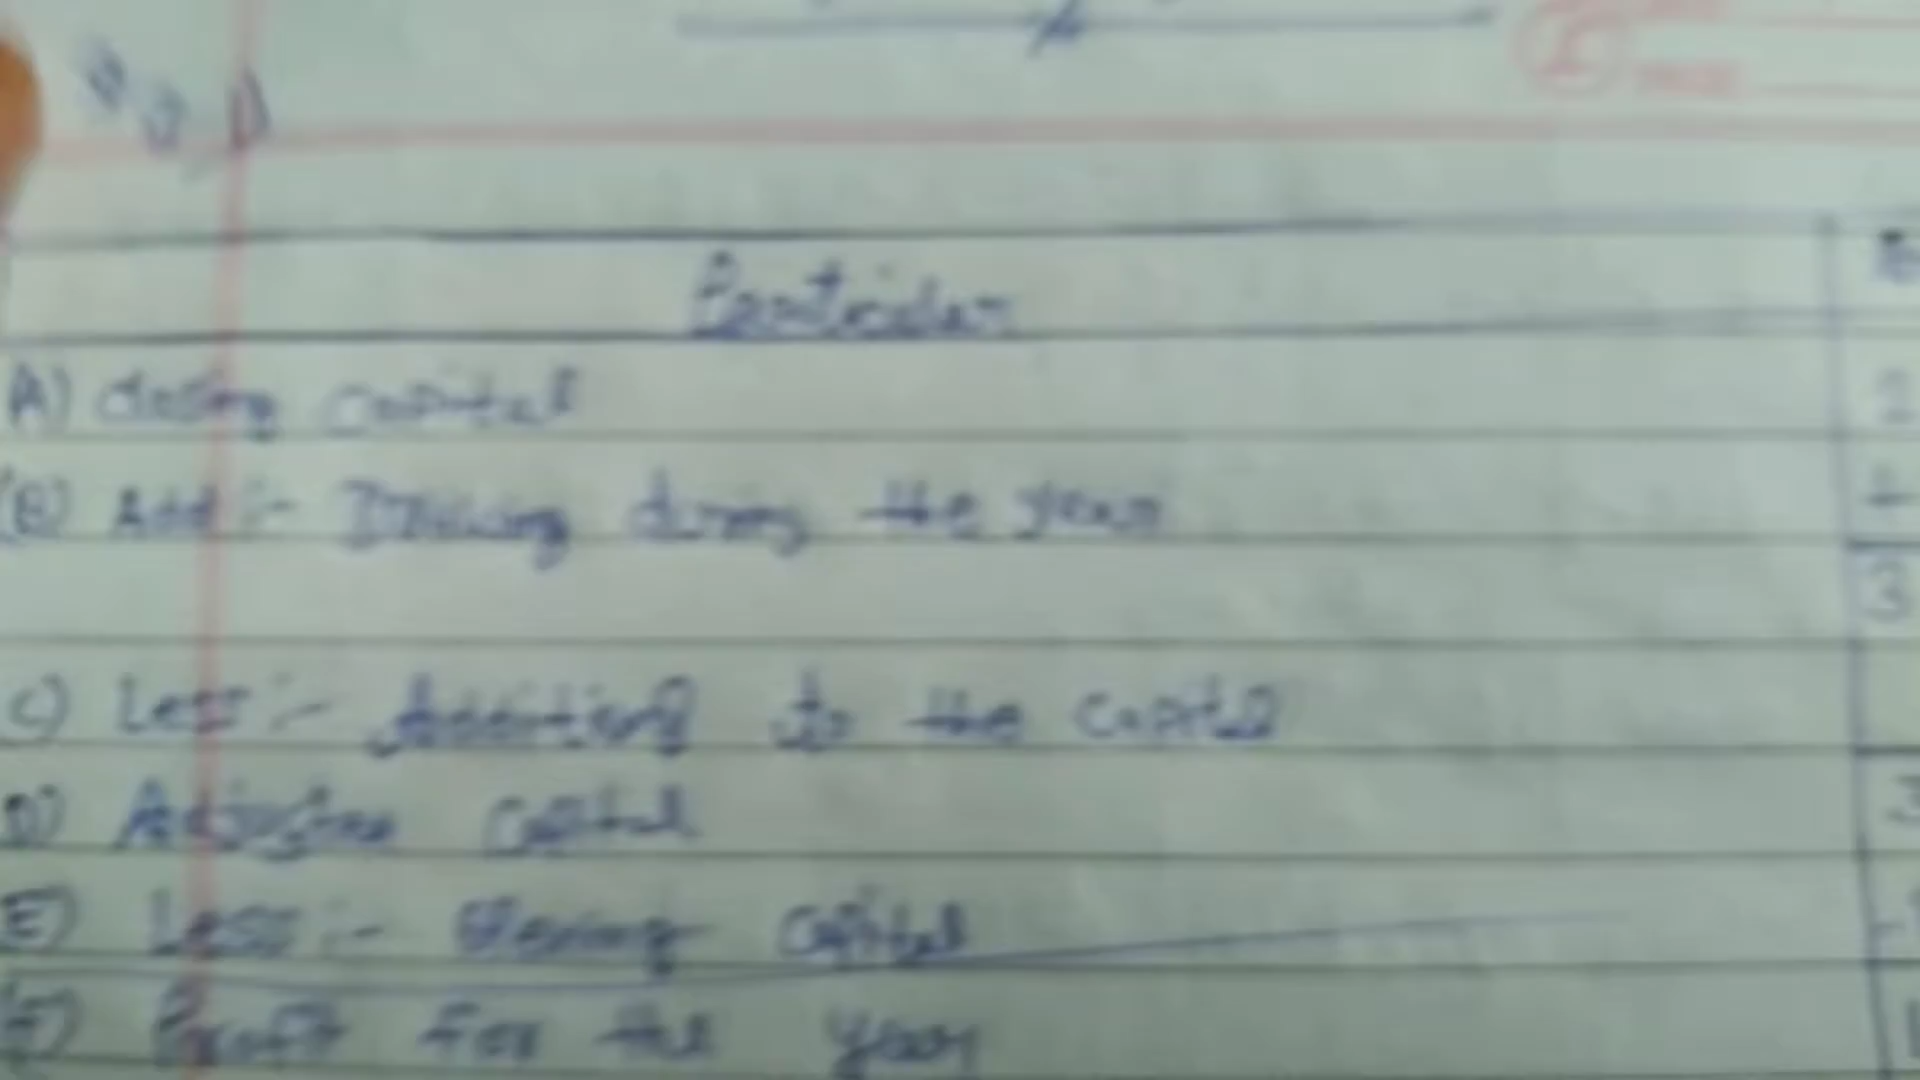 Particular
A) closing capital
(B) Add :- Drawing during the year
C) Less :- Addition to the capital
D) Adjusted capital
E) Less :- Opening capital
F) Profit for the year